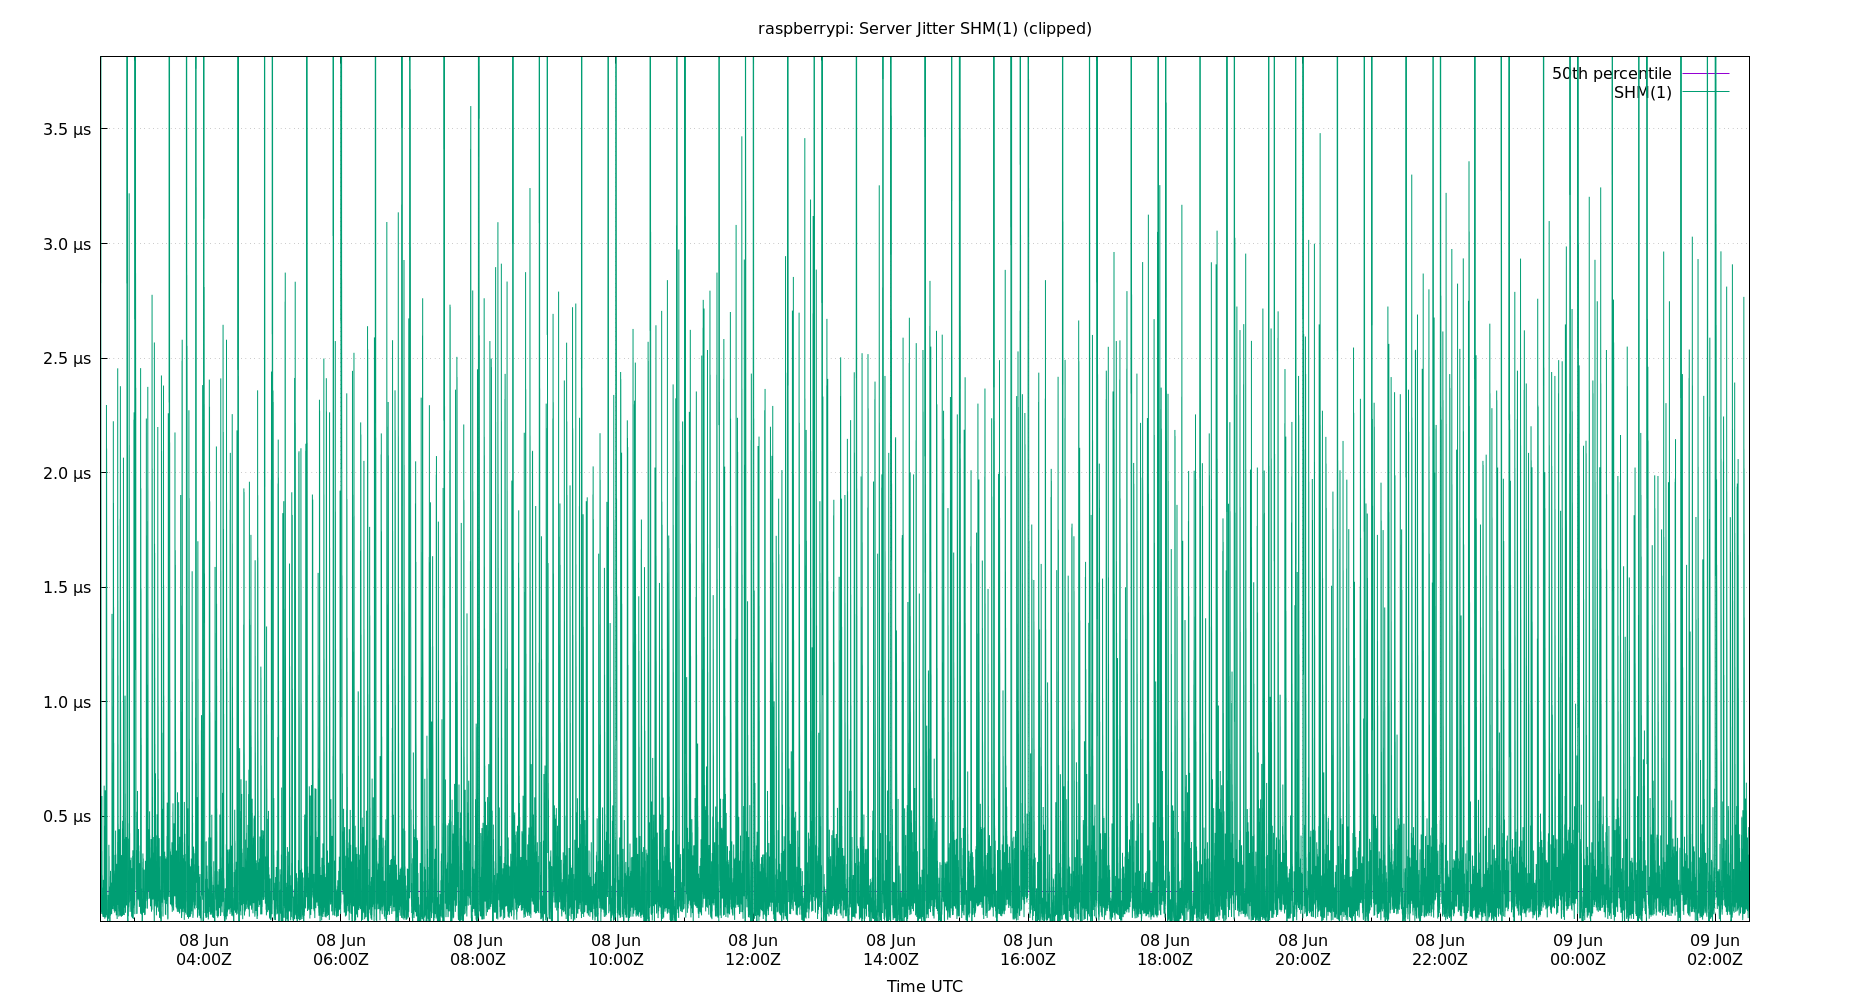 raspberrypi: Server Jitter SHM(1) (clipped)
50th percentile
SHM(1)
3.5 µs
3.0 µs
2.5 µs
2.0 µs
1.5 µs
1.0 µs
0.5 µs
08 Jun 08 Jun 08 Jun 08 Jun 08 Jun 08 Jun 08 Jun 08 Jun 08 Jun 08 Jun 09 Jun 09 Jun
04:00Z 06:00Z 08:00Z 10:00Z 12:00Z 14:00Z 16:00Z 18:00Z 20:00Z 22:00Z 00:00Z 02:00Z
Time UTC